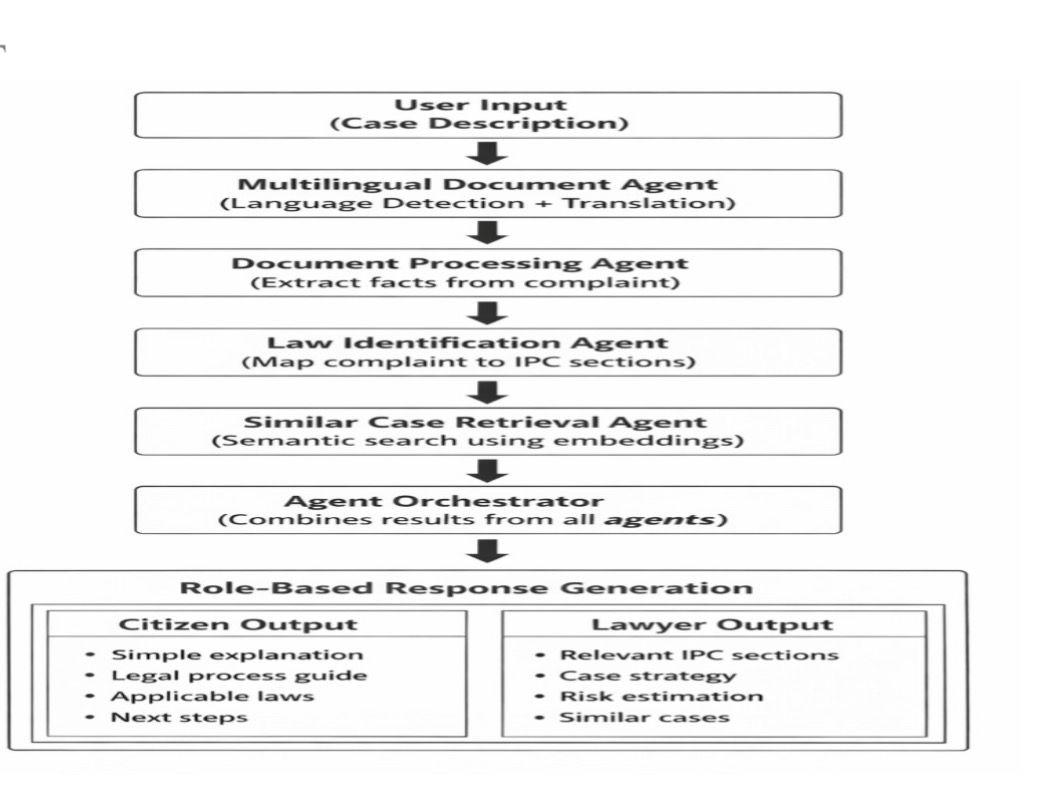 User Input
(Case Description)
Multilingual Document Agent
(Language Detection + Translation)
Document Processing Agent
(Extract facts from complaint)
Law Identification Agent
(Map complaint to IPC sections)
Similar Case Retrieval Agent
(Semantic search using embeddings)
Agent Orchestrator
(Combines results from all agents)
Role-Based Response Generation
Citizen Output
• Simple explanation
• Legal process guide
• Applicable laws
• Next steps
Lawyer Output
• Relevant IPC sections
• Case strategy
• Risk estimation
• Similar cases